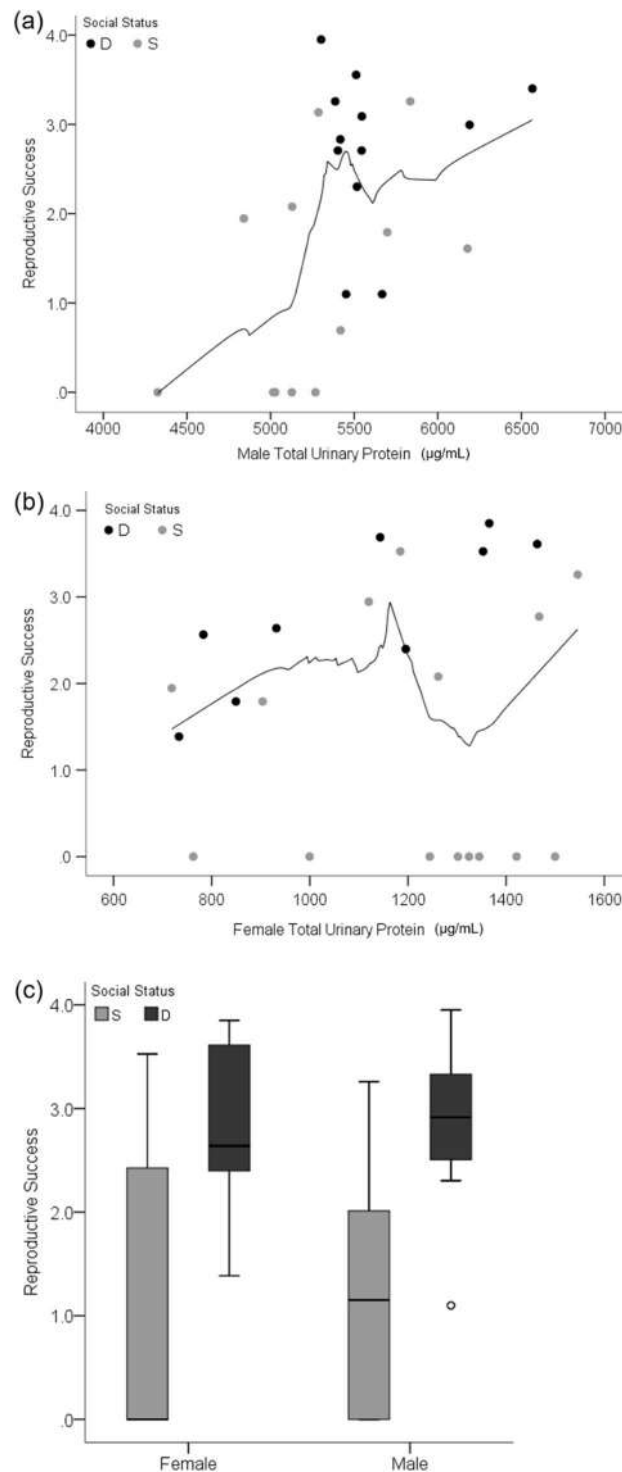 (a)
Social Status
D S
4.0
3.0
2.0
1.0
.0
Reproductive Success
4000 4500 5000 5500 6000 6500 7000
Male Total Urinary Protein (µg/mL)
(b)
Social Status
D S
4.0
3.0
2.0
1.0
.0
Reproductive Success
600 800 1000 1200 1400 1600
Female Total Urinary Protein (µg/mL)
(c)
Social Status
S D
4.0
3.0
2.0
1.0
.0
Reproductive Success
Female Male